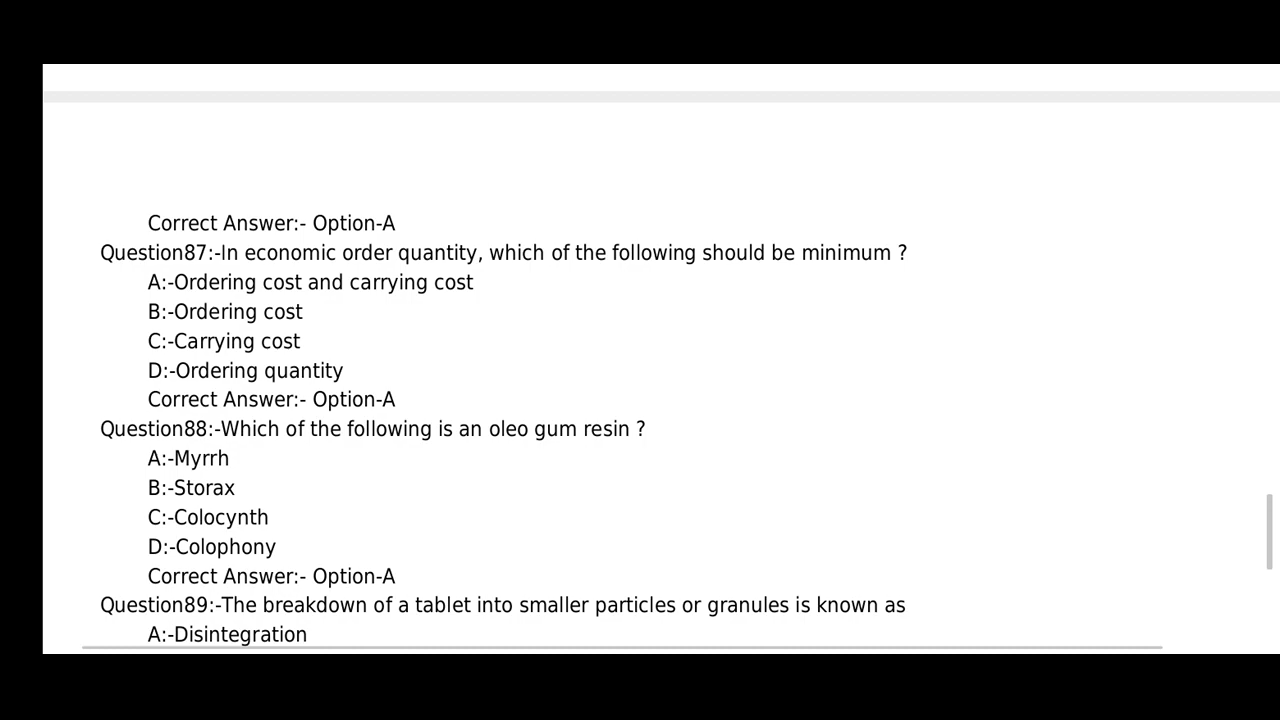 Correct Answer:- Option-A
Question87:-In economic order quantity, which of the following should be minimum ?
A:-Ordering cost and carrying cost
B:-Ordering cost
C:-Carrying cost
D:-Ordering quantity
Correct Answer:- Option-A
Question88:-Which of the following is an oleo gum resin ?
A:-Myrrh
B:-Storax
C:-Colocynth
D:-Colophony
Correct Answer:- Option-A
Question89:-The breakdown of a tablet into smaller particles or granules is known as
A:-Disintegration